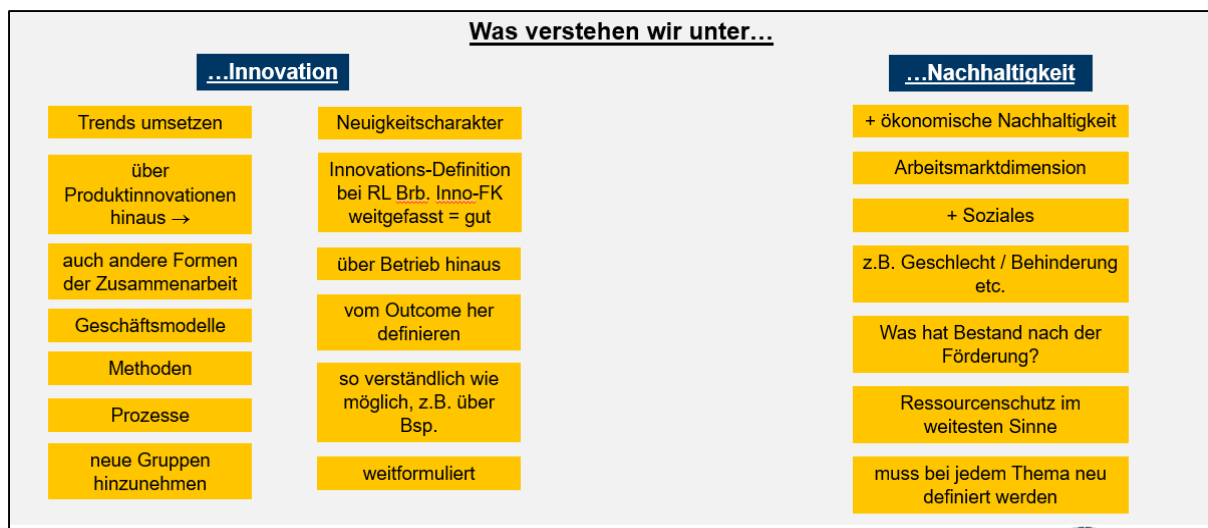 Was verstehen wir unter…
…Innovation
Trends umsetzen
über
Produktinnovationen
hinaus →
auch andere Formen
der Zusammenarbeit
Geschäftsmodelle
Methoden
Prozesse
neue Gruppen
hinzunehmen
Neuigkeitscharakter
Innovations-Definition
bei RL Brb. Inno-FK
weitgefasst = gut
über Betrieb hinaus
vom Outcome her
definieren
so verständlich wie
möglich, z.B. über
Bsp.
weitformuliert
…Nachhaltigkeit
+ ökonomische Nachhaltigkeit
Arbeitsmarktdimension
+ Soziales
z.B. Geschlecht / Behinderung
etc.
Was hat Bestand nach der
Förderung?
Ressourcenschutz im
weitesten Sinne
muss bei jedem Thema neu
definiert werden